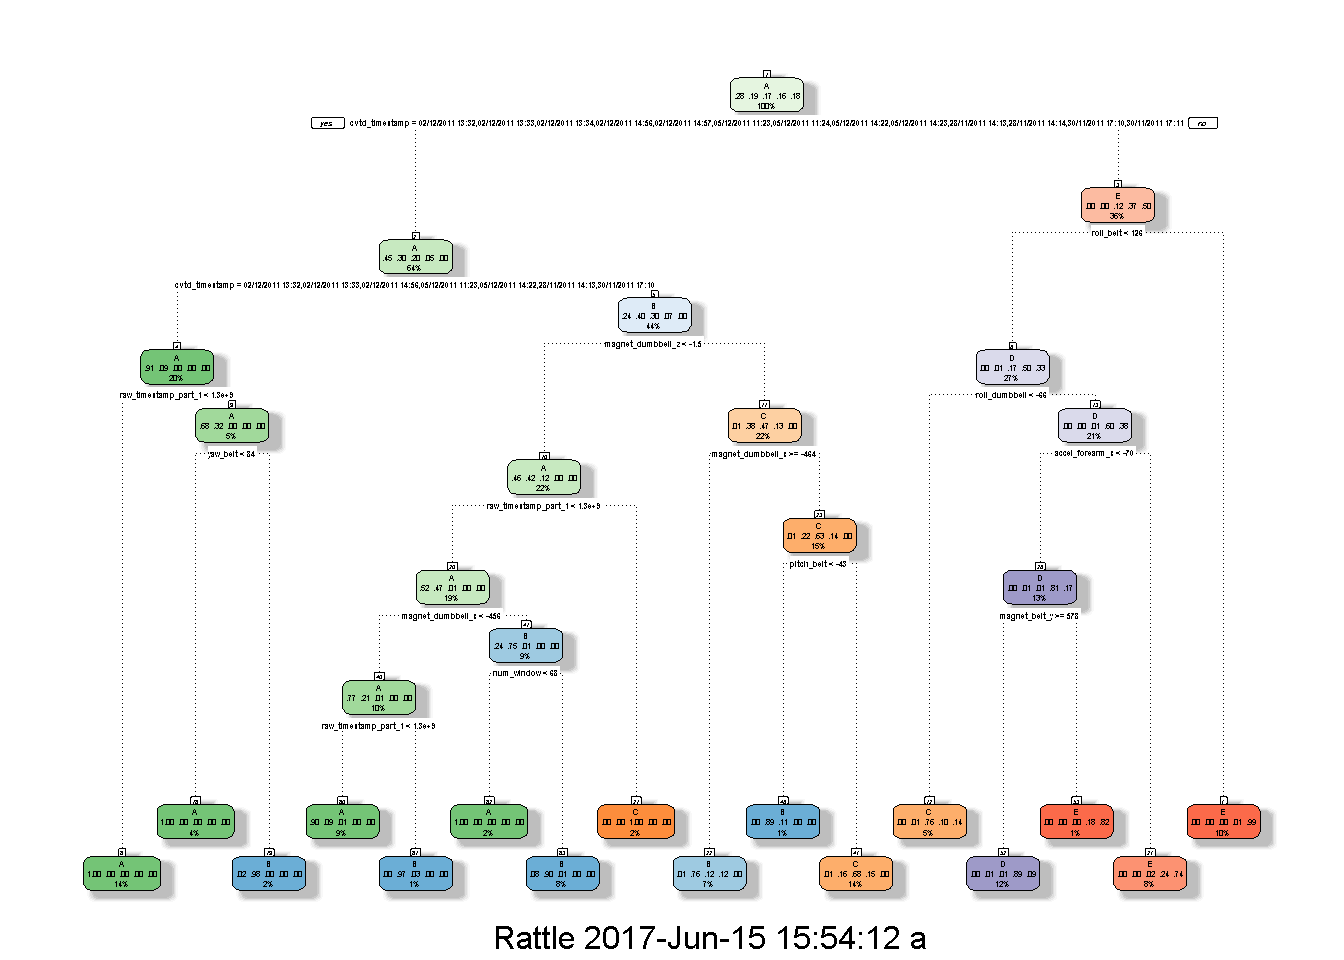 1
A
.28 .19 .17 .16 .18
100%
yes
cvtd_timestamp = 02/12/2011 13:32,02/12/2011 13:33,02/12/2011 13:34,02/12/2011 14:56,02/12/2011 14:57,05/12/2011 11:23,05/12/2011 11:24,05/12/2011 14:22,05/12/2011 14:23,28/11/2011 14:13,28/11/2011 14:14,30/11/2011 17:10,30/11/2011 17:11
no
3
E
.00 .00 .12 .37 .50
36%
roll_belt < 126
2
A
.45 .30 .20 .05 .00
64%
cvtd_timestamp = 02/12/2011 13:32,02/12/2011 13:33,02/12/2011 14:56,05/12/2011 11:23,05/12/2011 14:22,28/11/2011 14:13,30/11/2011 17:10
5
B
.24 .40 .30 .07 .00
44%
magnet_dumbbell_z < -1.5
4
A
.91 .09 .00 .00 .00
20%
raw_timestamp_part_1 < 1.3e+9
6
D
.00 .01 .17 .50 .33
27%
roll_dumbbell < -66
9
A
.68 .32 .00 .00 .00
5%
yaw_belt < 84
11
C
.01 .38 .47 .13 .00
22%
magnet_dumbbell_x >= -464
13
D
.00 .00 .01 .60 .38
21%
accel_forearm_x < -70
10
A
.46 .42 .12 .00 .00
22%
raw_timestamp_part_1 < 1.3e+9
23
C
.01 .22 .63 .14 .00
15%
pitch_belt < -43
20
A
.52 .47 .01 .00 .00
19%
magnet_dumbbell_x < -456
26
D
.00 .01 .01 .81 .17
13%
magnet_belt_y >= 578
41
B
.24 .75 .01 .00 .00
9%
num_window < 68
40
A
.77 .21 .01 .00 .00
10%
raw_timestamp_part_1 < 1.3e+9
18
A
1.00 .00 .00 .00 .00
4%
80
A
.90 .09 .01 .00 .00
9%
82
A
1.00 .00 .00 .00 .00
2%
21
C
.00 .00 1.00 .00 .00
2%
46
B
.00 .89 .11 .00 .00
1%
12
C
.00 .01 .76 .10 .14
5%
53
E
.00 .00 .00 .18 .82
1%
7
E
.00 .00 .00 .01 .99
10%
8
A
1.00 .00 .00 .00 .00
14%
19
B
.02 .98 .00 .00 .00
2%
81
B
.00 .97 .03 .00 .00
1%
83
B
.08 .90 .01 .00 .00
8%
22
B
.01 .76 .12 .12 .00
7%
47
C
.01 .16 .68 .15 .00
14%
52
D
.00 .01 .01 .89 .09
12%
27
E
.00 .00 .02 .24 .74
8%
Rattle 2017-Jun-15 15:54:12 a